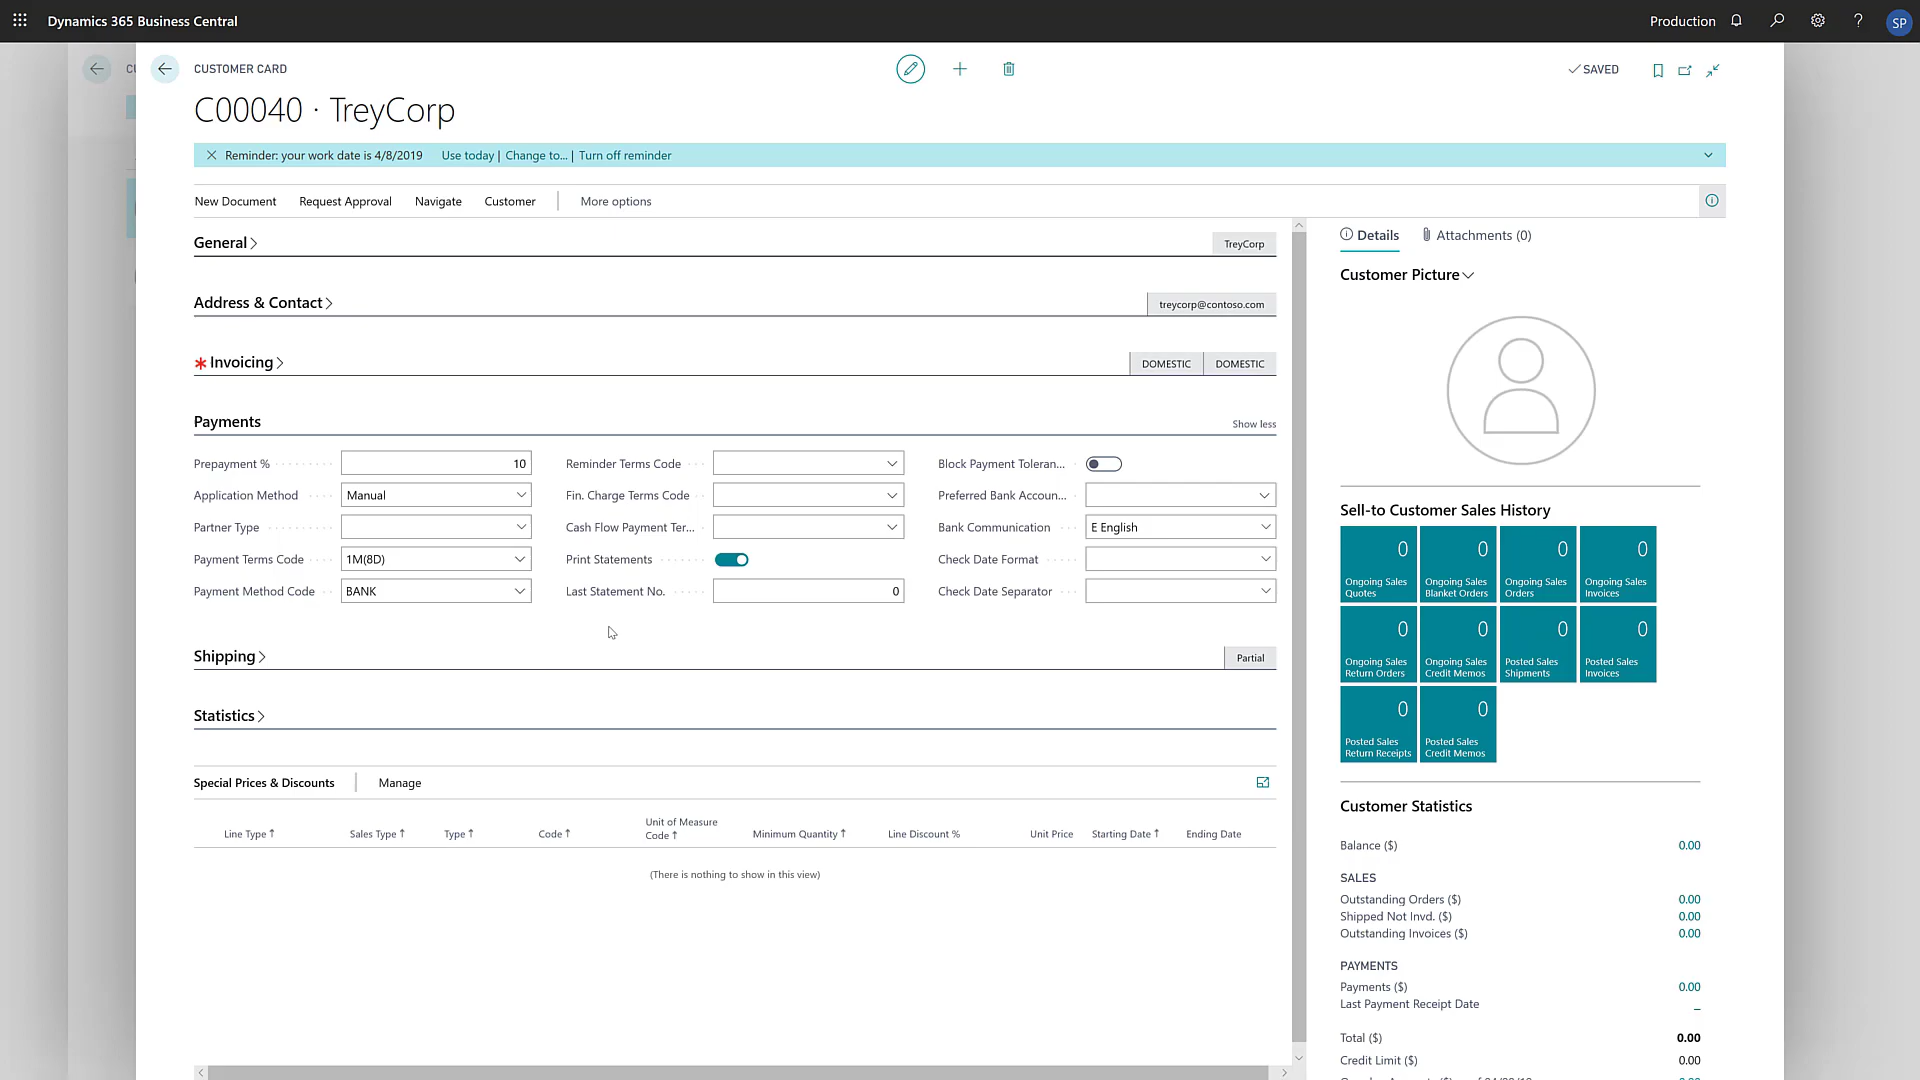 Dynamics 365 Business Central
Production
?
SP
CUSTOMER CARD
SAVED
C00040 · TreyCorp
Reminder: your work date is 4/8/2019 Use today | Change to... | Turn off reminder
New Document Request Approval Navigate Customer More options
General TreyCorp
Address & Contact treycorp@contoso.com
* Invoicing DOMESTIC DOMESTIC
Payments Show less
Prepayment % 10
Application Method Manual
Partner Type
Payment Terms Code 1M(8D)
Payment Method Code BANK
Reminder Terms Code
Fin. Charge Terms Code
Cash Flow Payment Ter...
Print Statements
Last Statement No. 0
Block Payment Toleran...
Preferred Bank Accoun...
Bank Communication E English
Check Date Format
Check Date Separator
Shipping Partial
Statistics
Special Prices & Discounts Manage
Line Type Sales Type Type Code Unit of Measure Code Minimum Quantity Line Discount % Unit Price Starting Date Ending Date
(There is nothing to show in this view)
Details Attachments (0)
Customer Picture
Sell-to Customer Sales History
0 Ongoing Sales Quotes
0 Ongoing Sales Blanket Orders
0 Ongoing Sales Orders
0 Ongoing Sales Invoices
0 Ongoing Sales Return Orders
0 Ongoing Sales Credit Memos
0 Posted Sales Shipments
0 Posted Sales Invoices
0 Posted Sales Return Receipts
0 Posted Sales Credit Memos
Customer Statistics
Balance ($) 0.00
SALES
Outstanding Orders ($) 0.00
Shipped Not Invd. ($) 0.00
Outstanding Invoices ($) 0.00
PAYMENTS
Payments ($) 0.00
Last Payment Receipt Date _
Total ($) 0.00
Credit Limit ($) 0.00